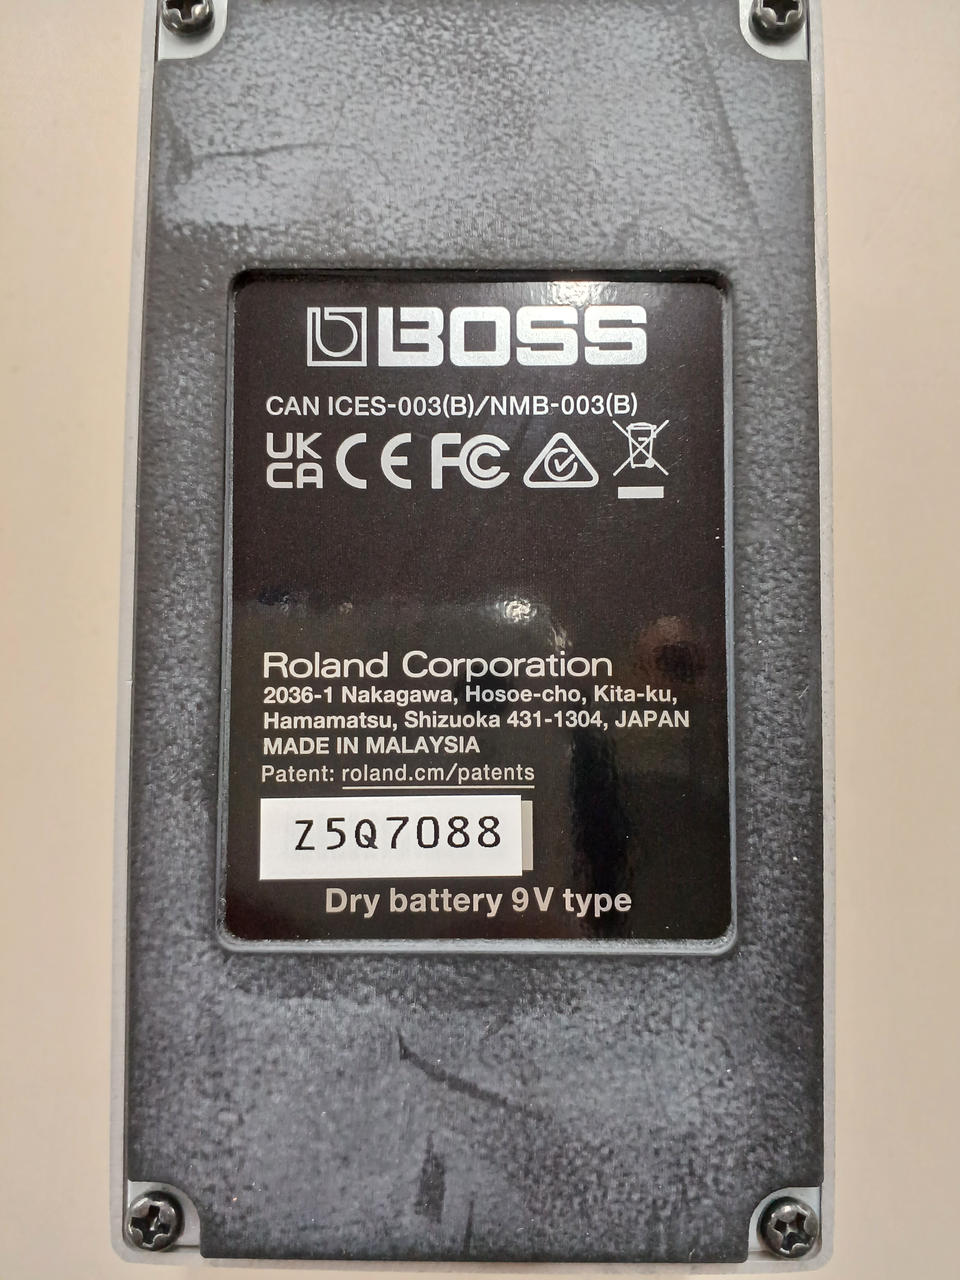 BOSS
CAN ICES-003(B)/NMB-003(B)
UK
CA CE FC
Roland Corporation
2036-1 Nakagawa, Hosoe-cho, Kita-ku,
Hamamatsu, Shizuoka 431-1304, JAPAN
MADE IN MALAYSIA
Patent: roland.cm/patents
Z5Q7088
Dry battery 9V type